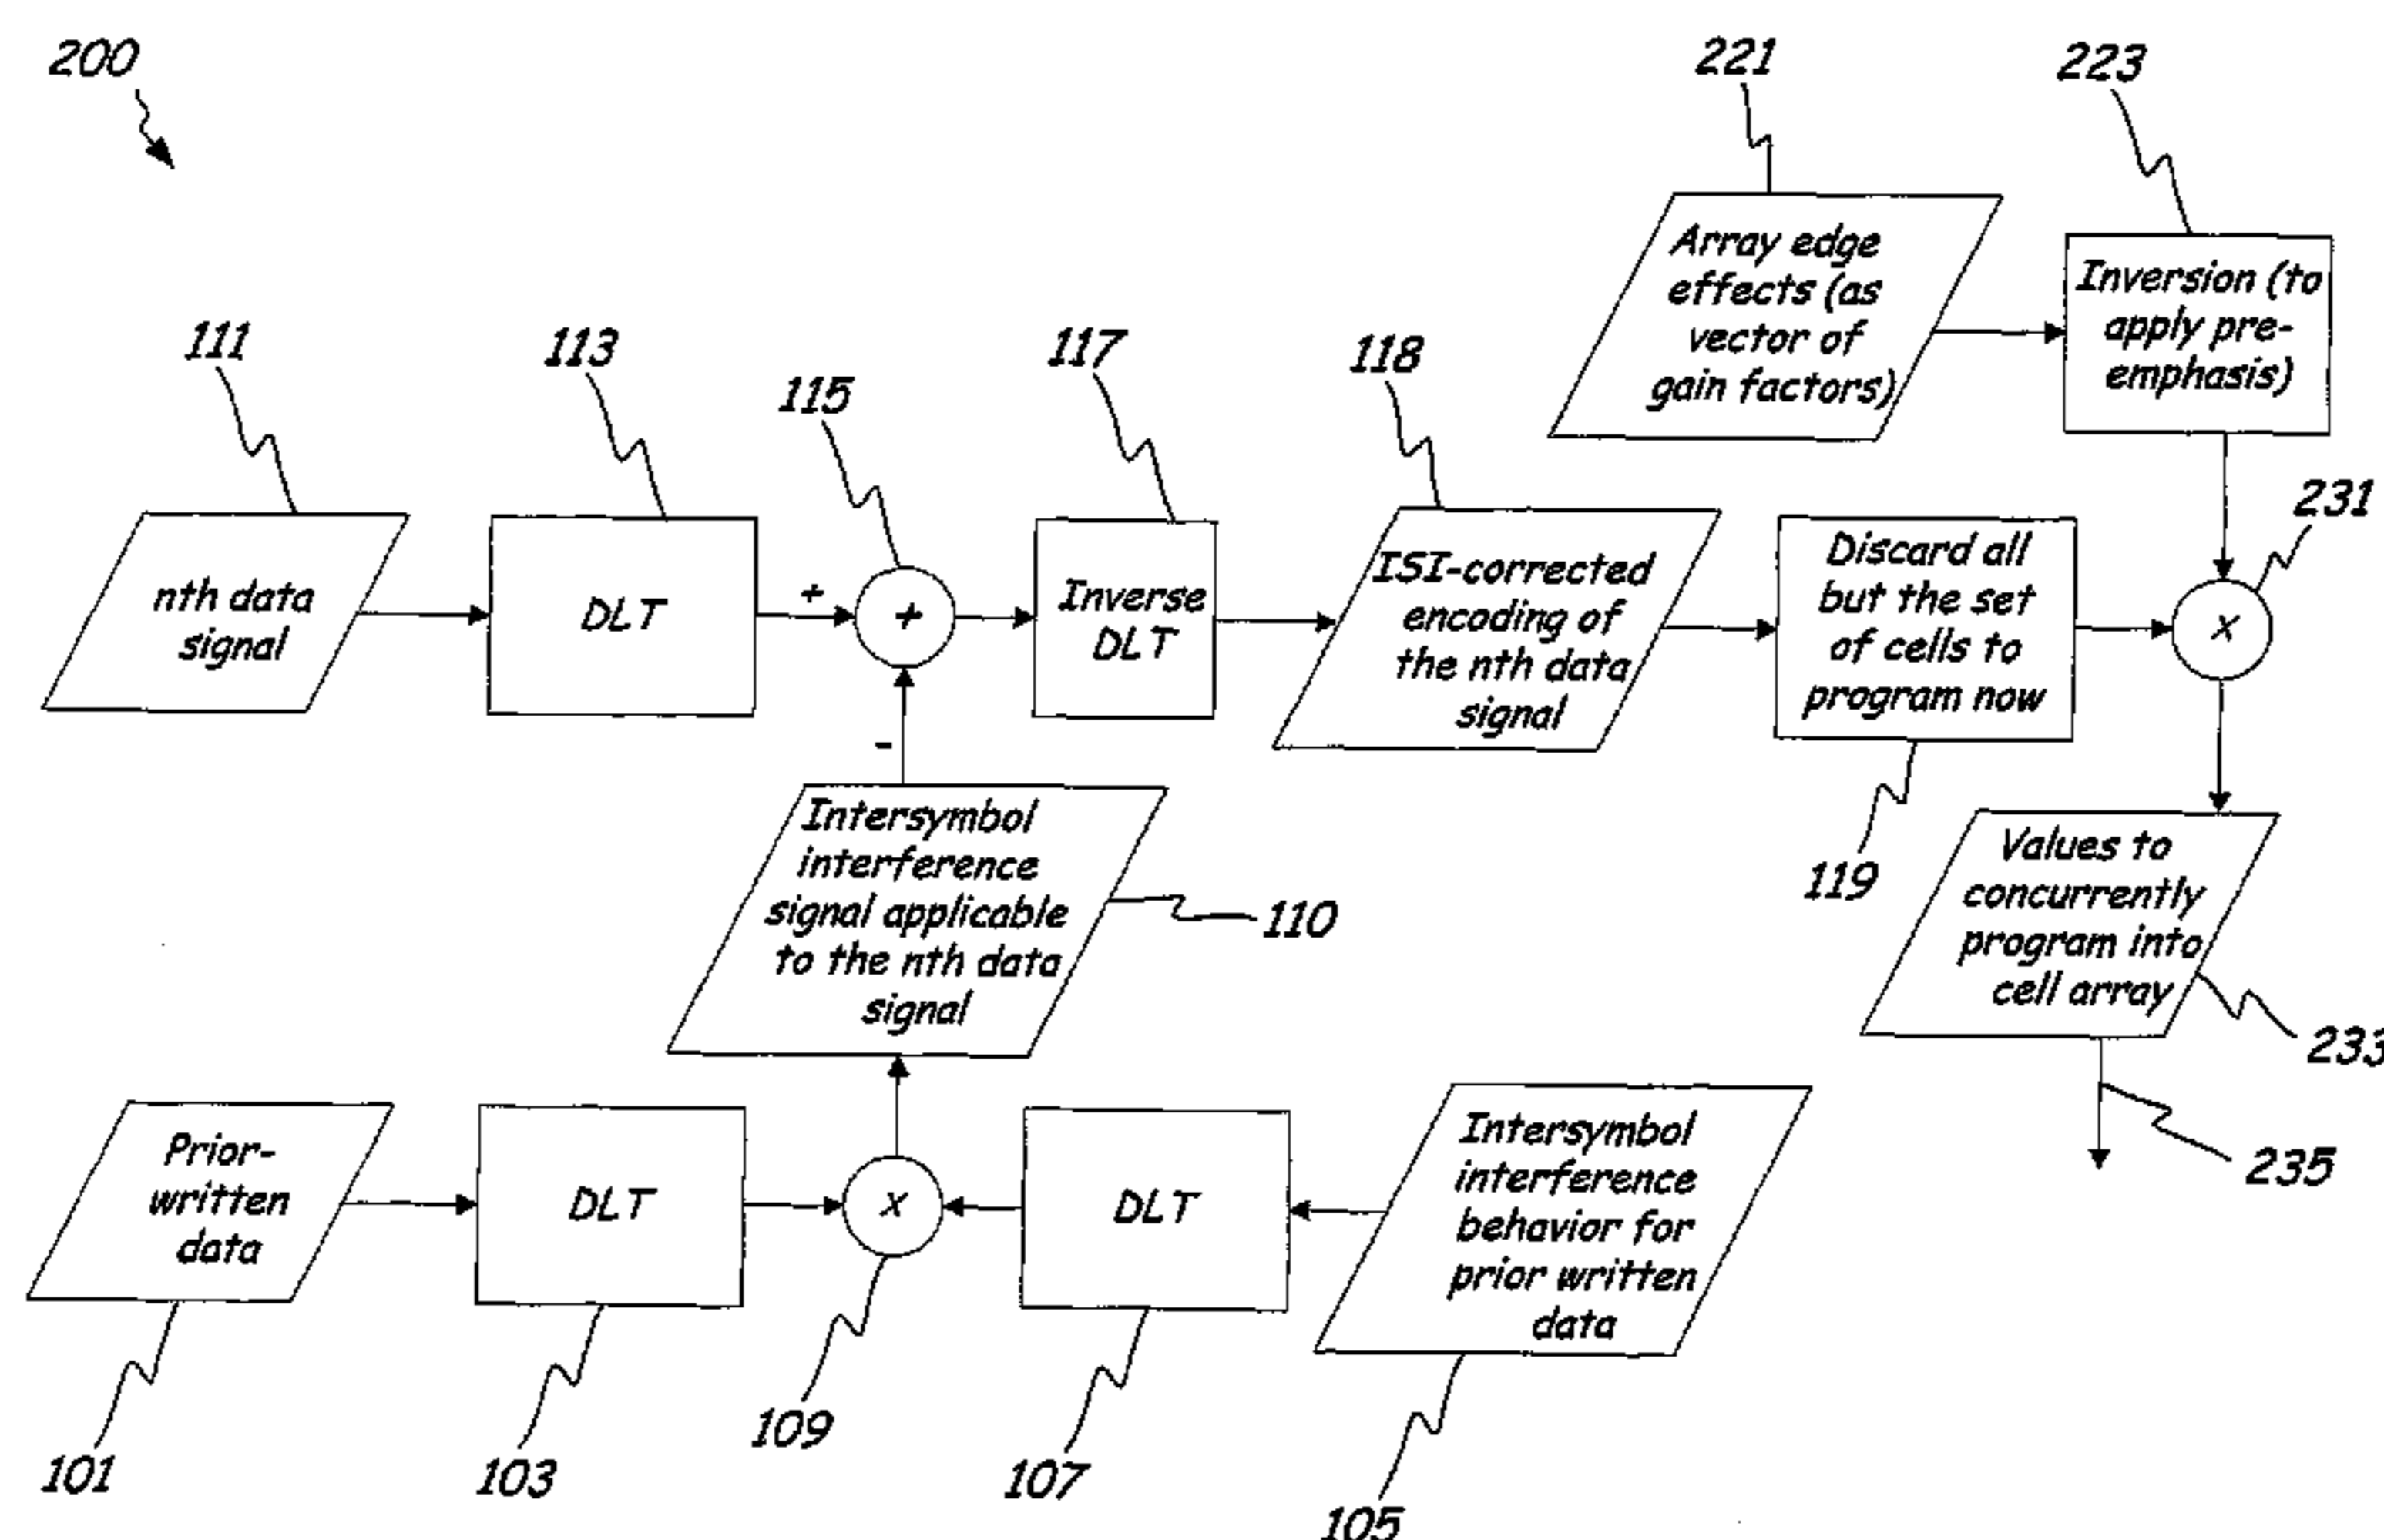 200
221
223
Array edge
effects (as
vector of
gain factors)
Inversion (to
apply pre-
emphasis)
111
113
115
117
118
231
nth data
signal
DLT
+
+
Inverse
DLT
ISI-corrected
encoding of
the nth data
signal
Discard all
but the set
of cells to
program now
x
-
119
Intersymbol
interference
signal applicable
to the nth data
signal
110
Values to
concurrently
program into
cell array
233
235
Prior-
written
data
DLT
x
DLT
Intersymbol
interference
behavior for
prior written
data
101
103
109
107
105